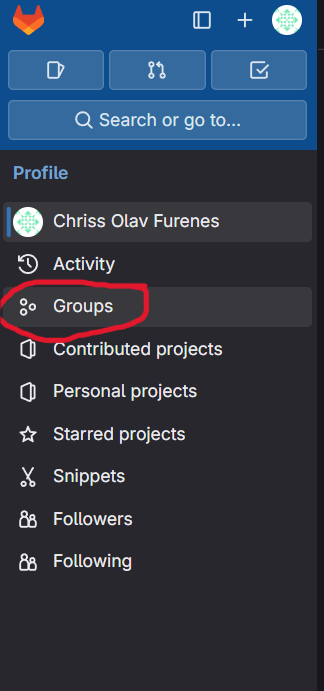 Search or go to...
Profile
Chriss Olav Furenes
Activity
Groups
Contributed projects
Personal projects
Starred projects
Snippets
Followers
Following